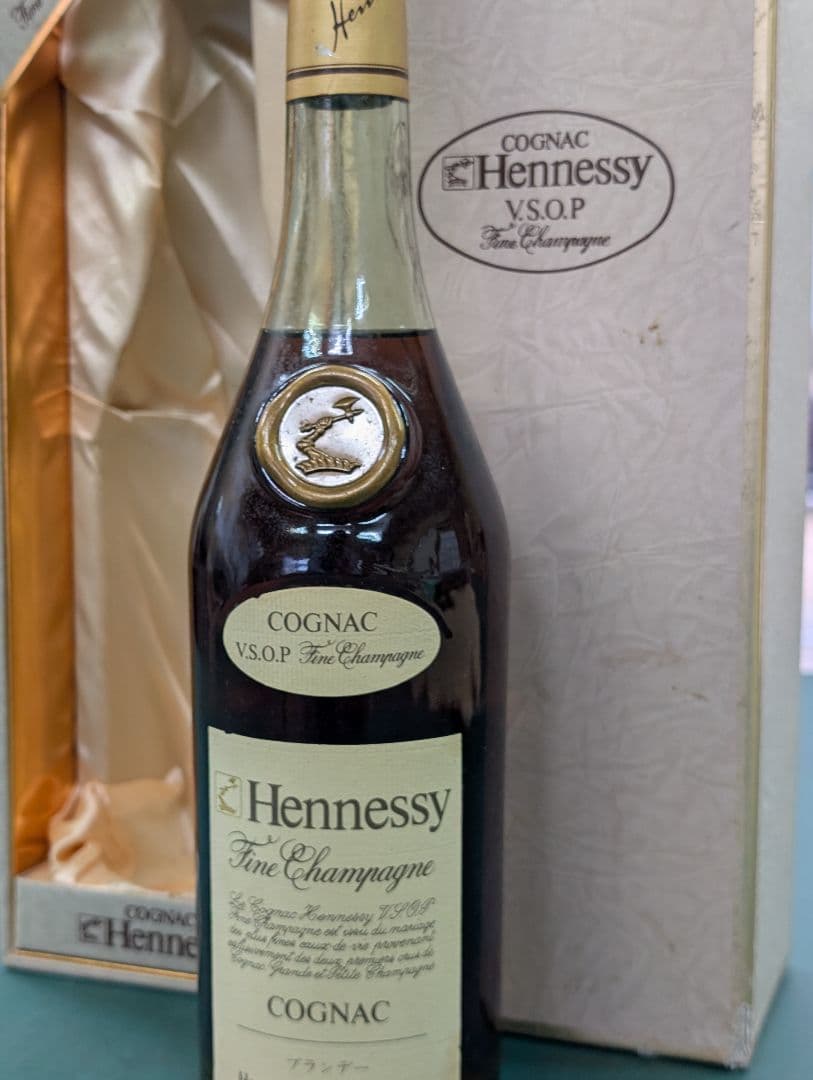 Fine
Hen
COGNAC
Hennessy
V.S.O.P
Fine Champagne
COGNAC
V.S.O.P Fine Champagne
Hennessy
Fine Champagne
Le Cognac Hennessy V.S.O.P
Fine Champagne est issu du mariage
des plus fines eaux-de-vie provenant
exclusivement des deux premiers crus de
Cognac, Grande et Petite Champagne
COGNAC
ブランデー
COGNAC
Henne